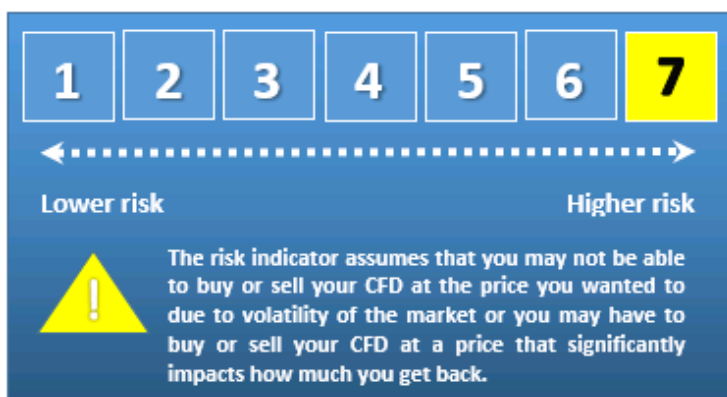 1 2 3 4 5 6 7
Lower risk Higher risk
!
The risk indicator assumes that you may not be able
to buy or sell your CFD at the price you wanted to
due to volatility of the market or you may have to
buy or sell your CFD at a price that significantly
impacts how much you get back.